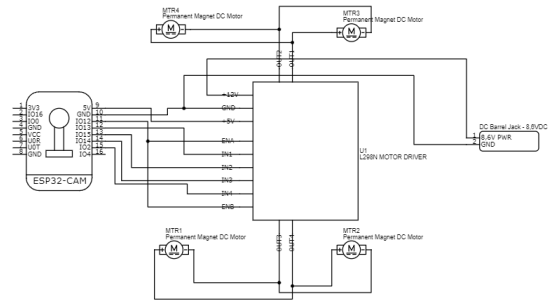 MTR4
Permanent Magnet DC Motor
MTR3
Permanent Magnet DC Motor
M
M
OUT2
OUT1
1 3V3
2 IO16
3 IO0
4 GND
5 VCC
6 U0R
7 U0T
8 GND
5V 9
GND 10
IO12 11
IO13 12
IO15 13
IO14 14
IO2 15
IO4 16
ESP32-CAM
+12V
GND
+5V
ENA
IN1
IN2
IN3
IN4
ENB
U1
L298N MOTOR DRIVER
DC Barrel Jack - 8,6VDC
1 8.6V PWR
2 GND
MTR1
Permanent Magnet DC Motor
MTR2
Permanent Magnet DC Motor
M
M
OUT3
OUT4